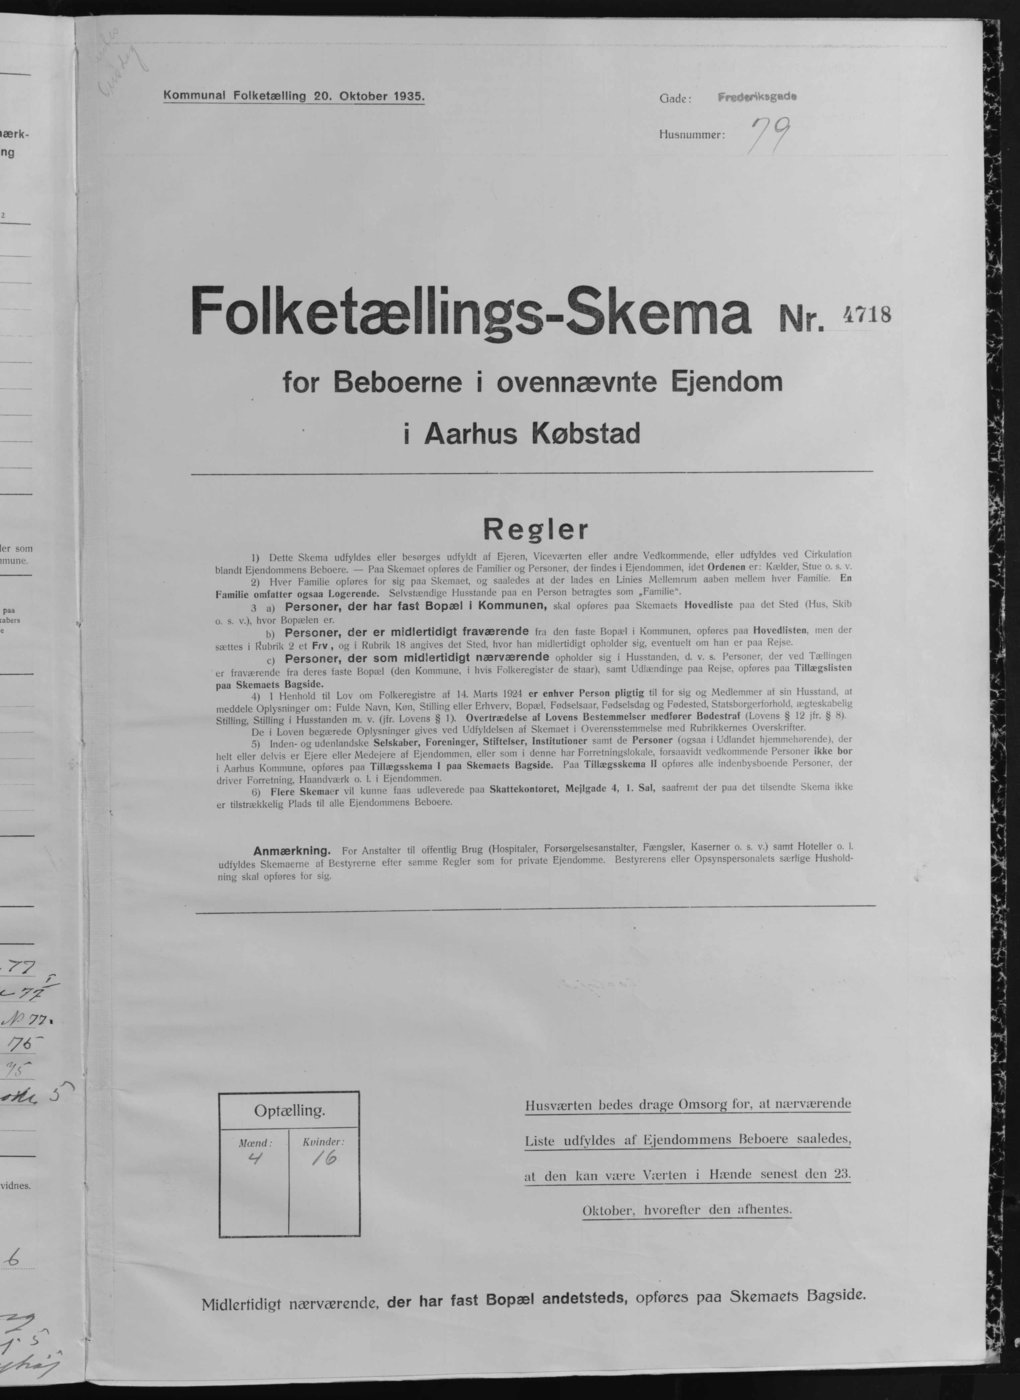 Kommunal Folketælling 20. Oktober 1935.
Gade: Frederiksgade
Husnummer: 79
Folketællings-Skema Nr. 4718
for Beboerne i ovennævnte Ejendom
i Aarhus Købstad
Regler
1) Dette Skema udfyldes eller besørges udfyldt af Ejeren, Viceværten eller andre Vedkommende, eller udfyldes ved Cirkulation
blandt Ejendommens Beboere. — Paa Skemaet opføres de Familier og Personer, der findes i Ejendommen, idet Ordenen er: Kælder, Stue o. s. v.
2) Hver Familie opføres for sig paa Skemaet, og saaledes at der lades en Linies Mellemrum aaben mellem hver Familie. En
Familie omfatter ogsaa Logerende. Selvstændige Husstande paa en Person betragtes som „Familie".
3 a) Personer, der har fast Bopæl i Kommunen, skal opføres paa Skemaets Hovedliste paa det Sted (Hus, Skib
o. s. v.), hvor Bopælen er.
b) Personer, der er midlertidigt fraværende fra den faste Bopæl i Kommunen, opføres paa Hovedlisten, men der
sættes i Rubrik 2 et Frv., og i Rubrik 18 angives det Sted, hvor han midlertidigt opholder sig, eventuelt om han er paa Rejse.
c) Personer, der som midlertidigt nærværende opholder sig i Husstanden, d. v. s. Personer, der ved Tællingen
er fraværende fra deres faste Bopæl (den Kommune, i hvis Folkeregister de staar), samt Udlændinge paa Rejse, opføres paa Tillægslisten
paa Skemaets Bagside.
4) I Henhold til Lov om Folkeregistre af 14. Marts 1924 er enhver Person pligtig til for sig og Medlemmer af sin Husstand, at
meddele Oplysninger om: Fulde Navn, Køn, Stilling eller Erhverv, Bopæl, Fødselsaar, Fødselsdag og Fødested, Statsborgerforhold, ægteskabelig
Stilling, Stilling i Husstanden m. v. (jfr. Lovens § 1). Overtrædelse af Lovens Bestemmelser medfører Bødestraf (Lovens § 12 jfr. § 8).
De i Loven begærede Oplysninger gives ved Udfyldelsen af Skemaet i Overensstemmelse med Rubrikkernes Overskrifter.
5) Inden- og udenlandske Selskaber, Foreninger, Stiftelser, Institutioner samt de Personer (ogsaa i Udlandet hjemmehørende), der
helt eller delvis er Ejere eller Medejere af Ejendommen, eller som i denne har Forretningslokale, forsaavidt vedkommende Personer ikke bor
i Aarhus Kommune, opføres paa Tillægsskema I paa Skemaets Bagside. Paa Tillægsskema II opføres alle indenbysboende Personer, der
driver Forretning, Haandværk o. l. i Ejendommen.
6) Flere Skemaer vil kunne faas udleverede paa Skattekontoret, Mejlgade 4, 1. Sal, saafremt der paa det tilsendte Skema ikke
er tilstrækkelig Plads til alle Ejendommens Beboere.
Anmærkning. For Anstalter til offentlig Brug (Hospitaler, Forsørgelsesanstalter, Fængsler, Kaserner o. s. v.) samt Hoteller o. l.
udfyldes Skemaerne af Bestyrerne efter samme Regler som for private Ejendomme. Bestyrerens eller Opsynspersonalets særlige Hushold-
ning skal opføres for sig.
Optælling.
Mænd: Kvinder:
4 16
Husværten bedes drage Omsorg for, at nærværende
Liste udfyldes af Ejendommens Beboere saaledes,
at den kan være Værten i Hænde senest den 23.
Oktober, hvorefter den afhentes.
Midlertidigt nærværende, der har fast Bopæl andetsteds, opføres paa Skemaets Bagside.